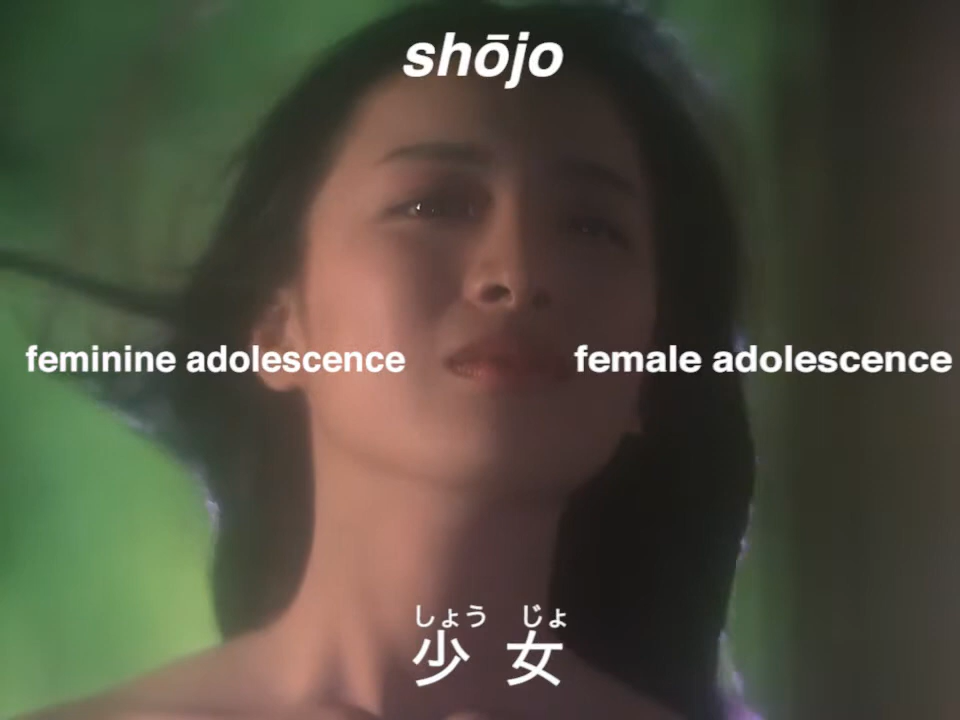 shōjo
feminine adolescence
female adolescence
しょう じょ
少女